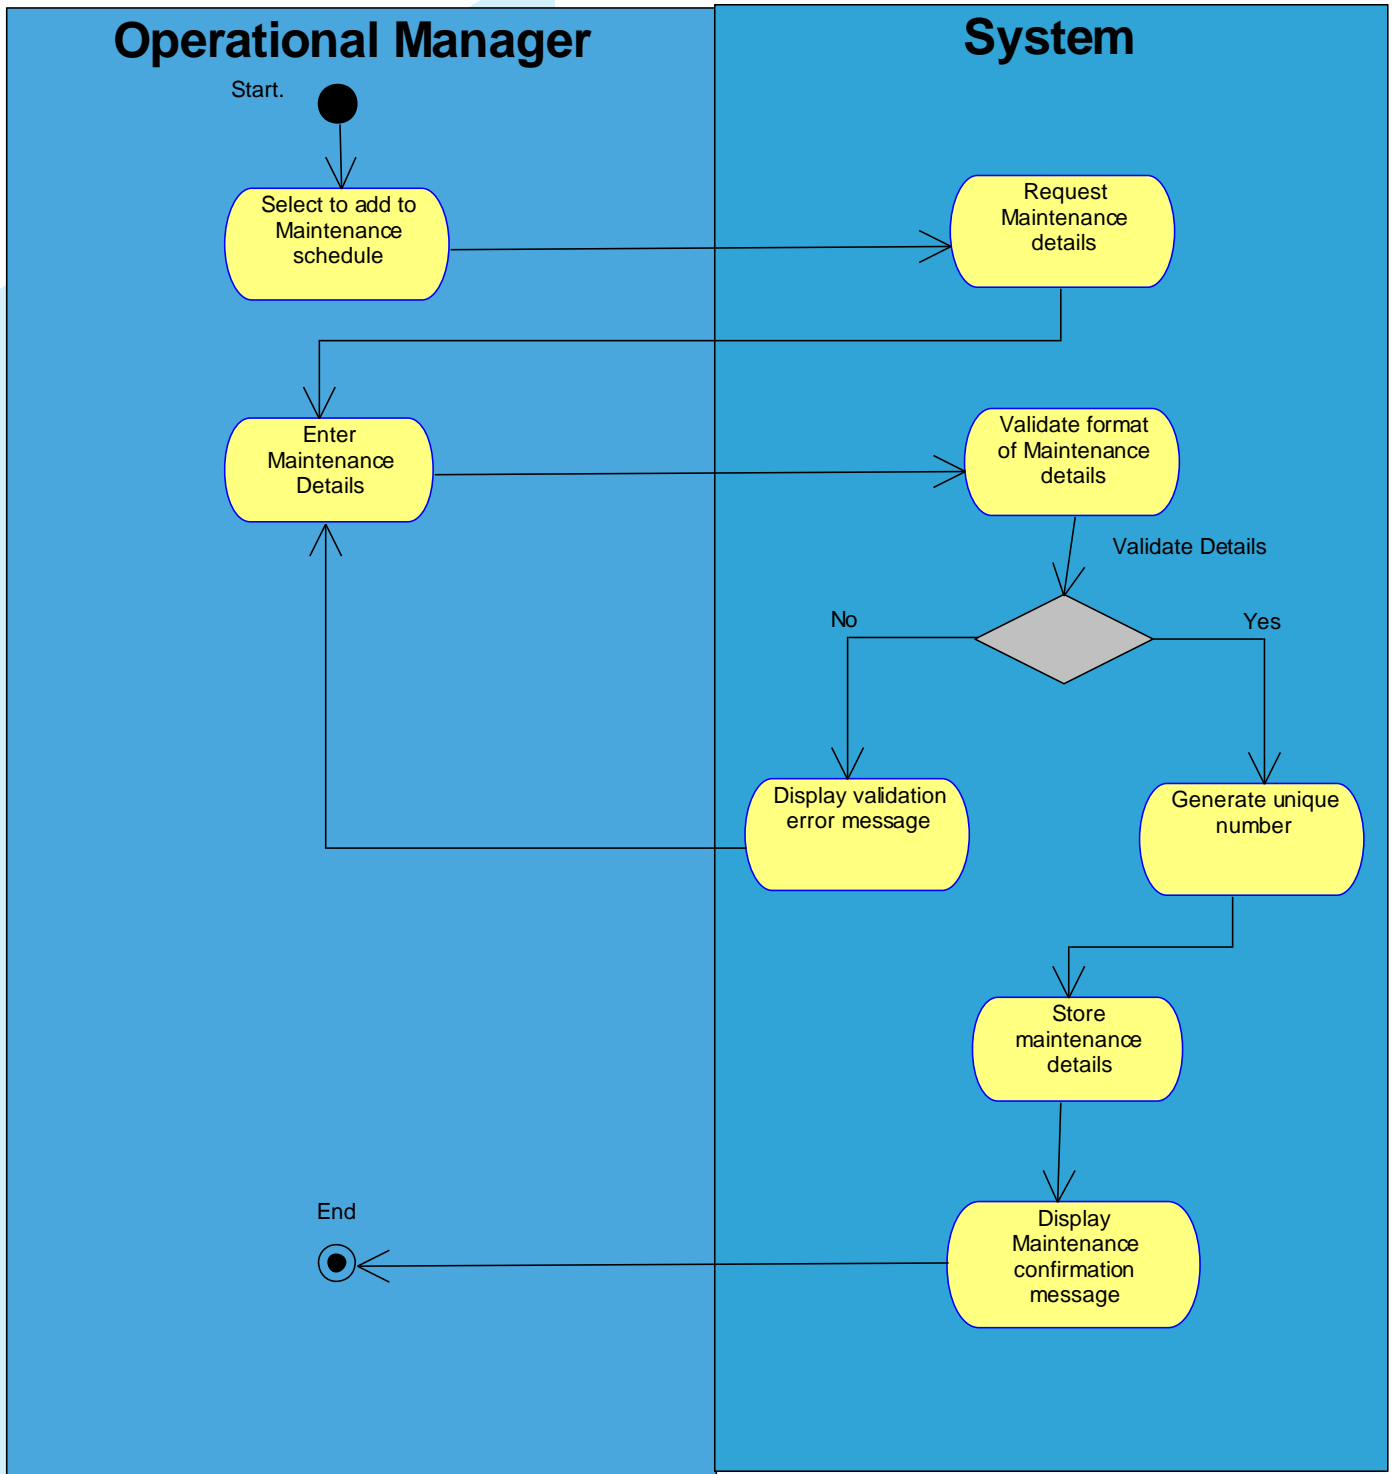 Operational Manager
System
Start.
Select to add to
Maintenance
schedule
Request
Maintenance
details
Enter
Maintenance
Details
Validate format
of Maintenance
details
Validate Details
No
Yes
Display validation
error message
Generate unique
number
Store
maintenance
details
End
Display
Maintenance
confirmation
message